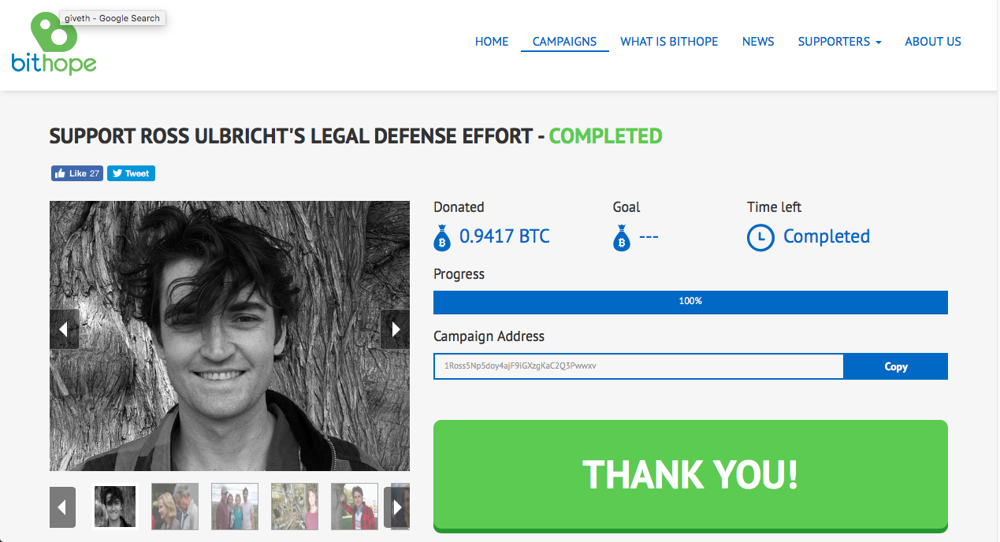 giveth - Google Search
bithope
HOME CAMPAIGNS WHAT IS BITHOPE NEWS SUPPORTERS ABOUT US
SUPPORT ROSS ULBRICHT'S LEGAL DEFENSE EFFORT - COMPLETED
Like 27 Tweet
Donated Goal Time left
0.9417 BTC --- Completed
Progress
100%
Campaign Address
1Ross5Np5doy4ajF9iGXzgKaC2Q3Pwwxv Copy
THANK YOU!